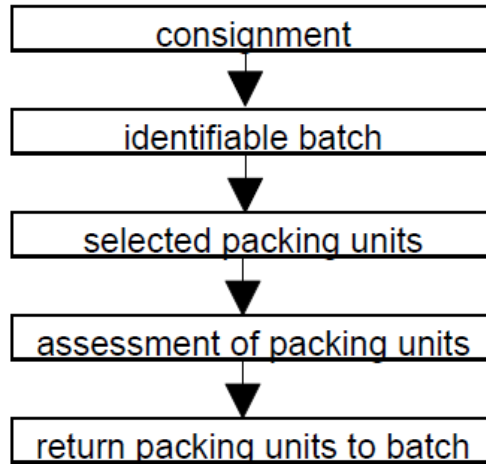 consignment
identifiable batch
selected packing units
assessment of packing units
return packing units to batch